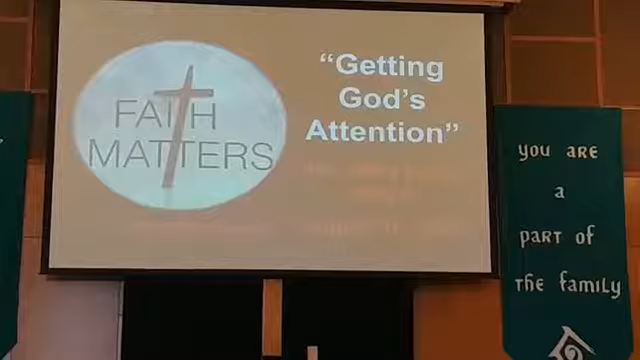 FAITH
MATTERS
“Getting
God’s
Attention”
you are
a
part of
the family